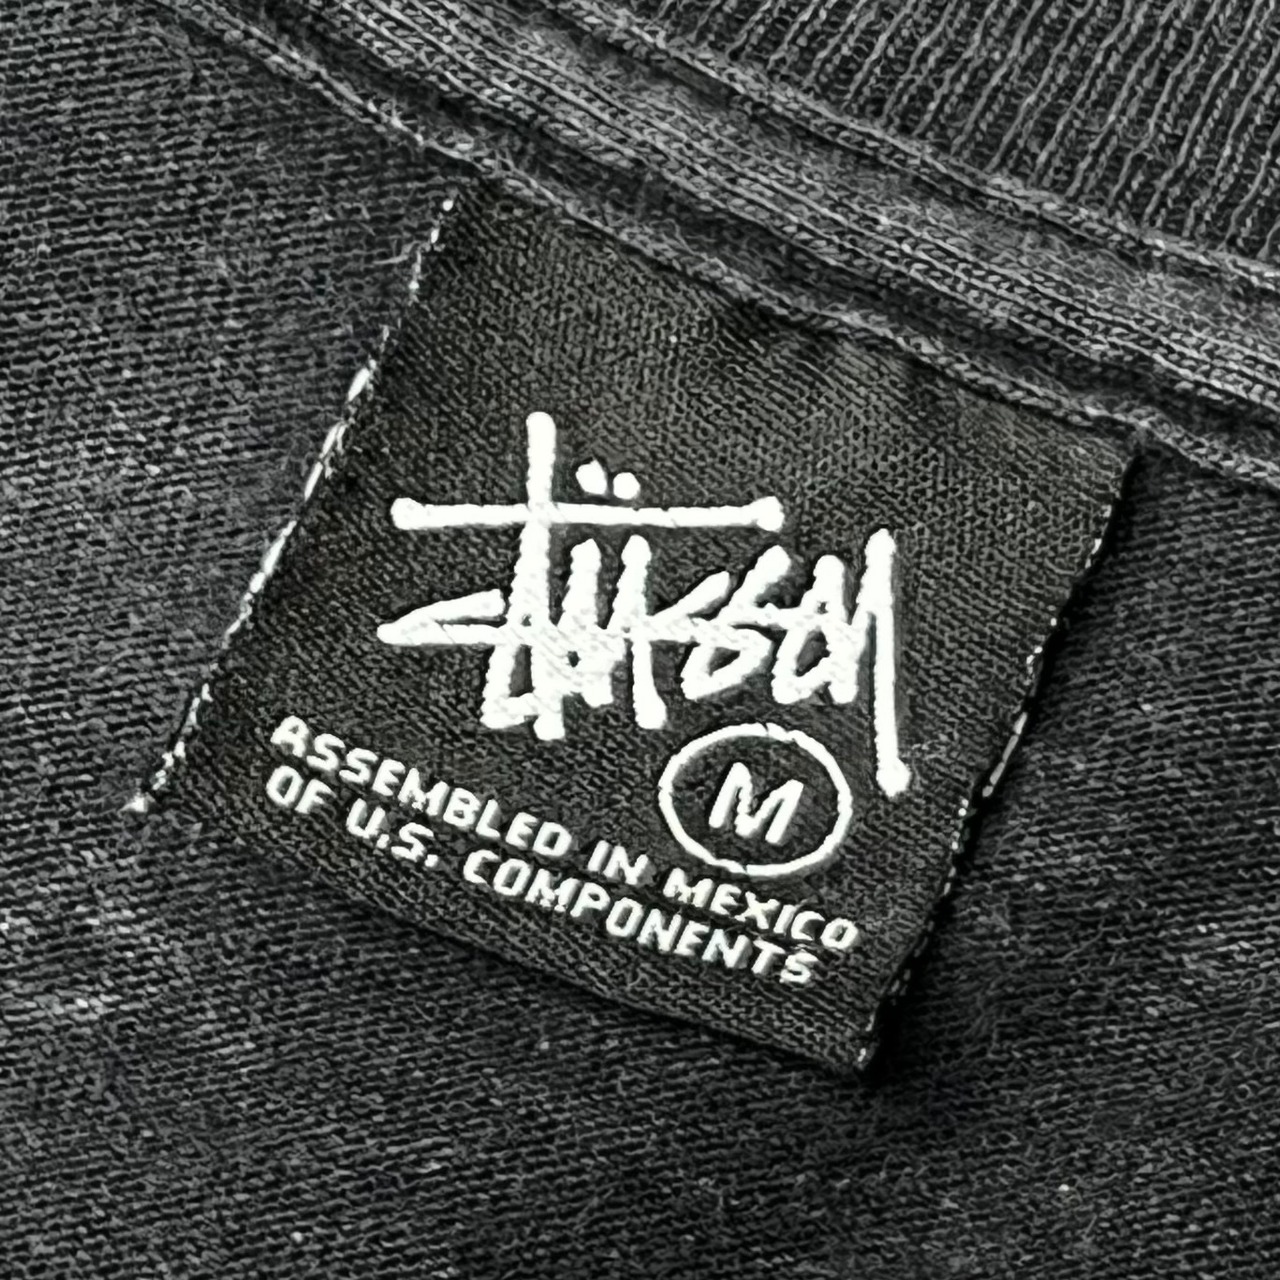 Stüssy
M
ASSEMBLED IN MEXICO
OF U.S. COMPONENTS